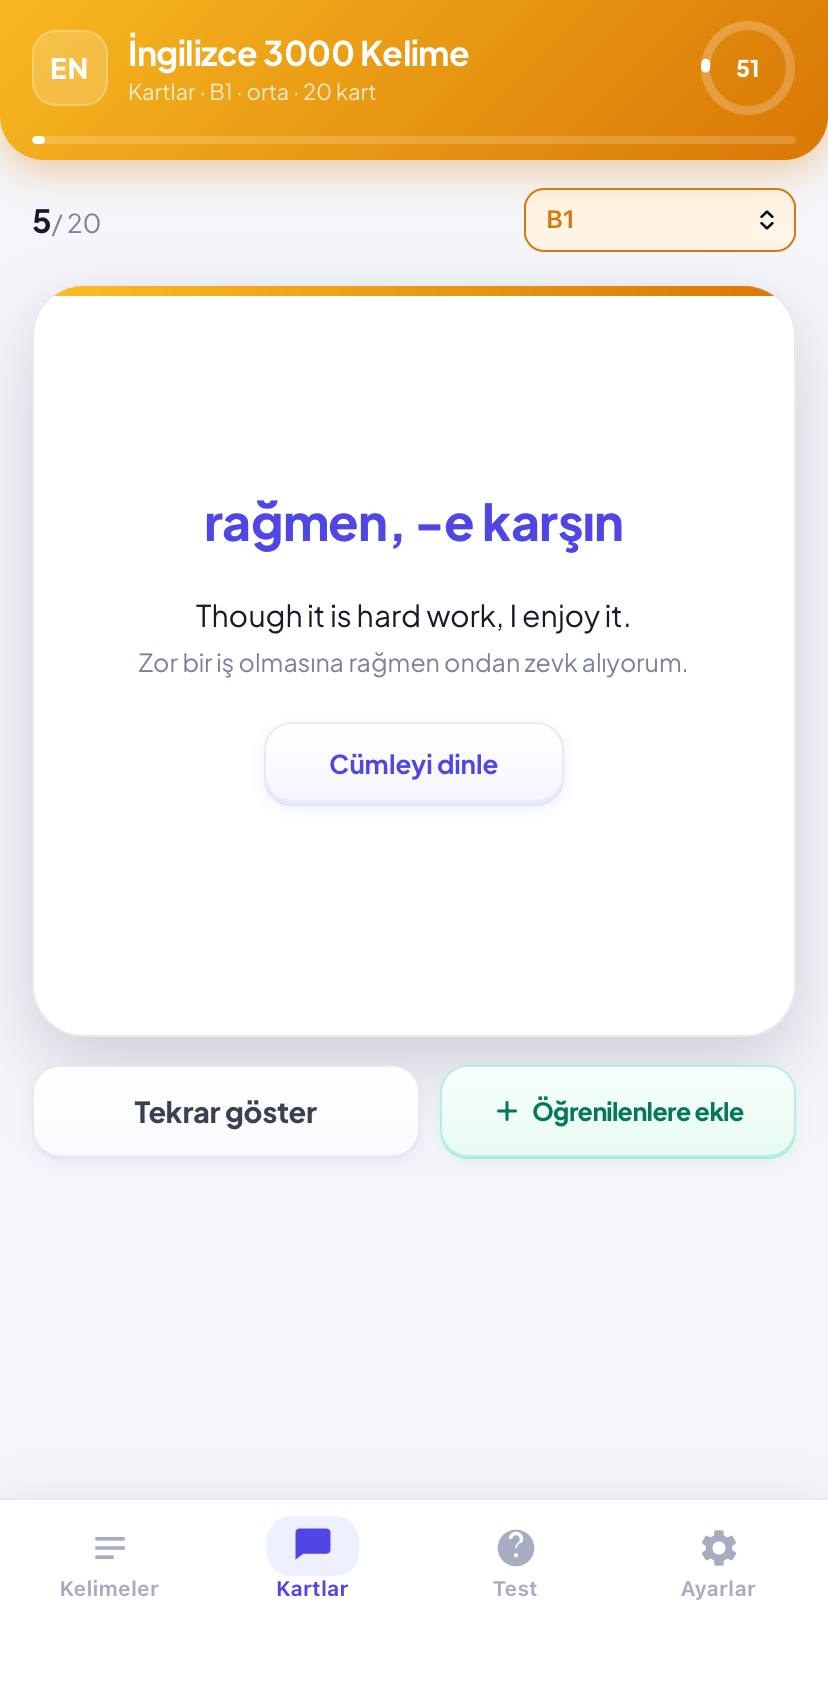 EN
İngilizce 3000 Kelime
Kartlar · B1 · orta · 20 kart
51
5/ 20
B1
rağmen, -e karşın
Though it is hard work, I enjoy it.
Zor bir iş olmasına rağmen ondan zevk alıyorum.
Cümleyi dinle
Tekrar göster
+ Öğrenilenlere ekle
Kelimeler
Kartlar
Test
Ayarlar